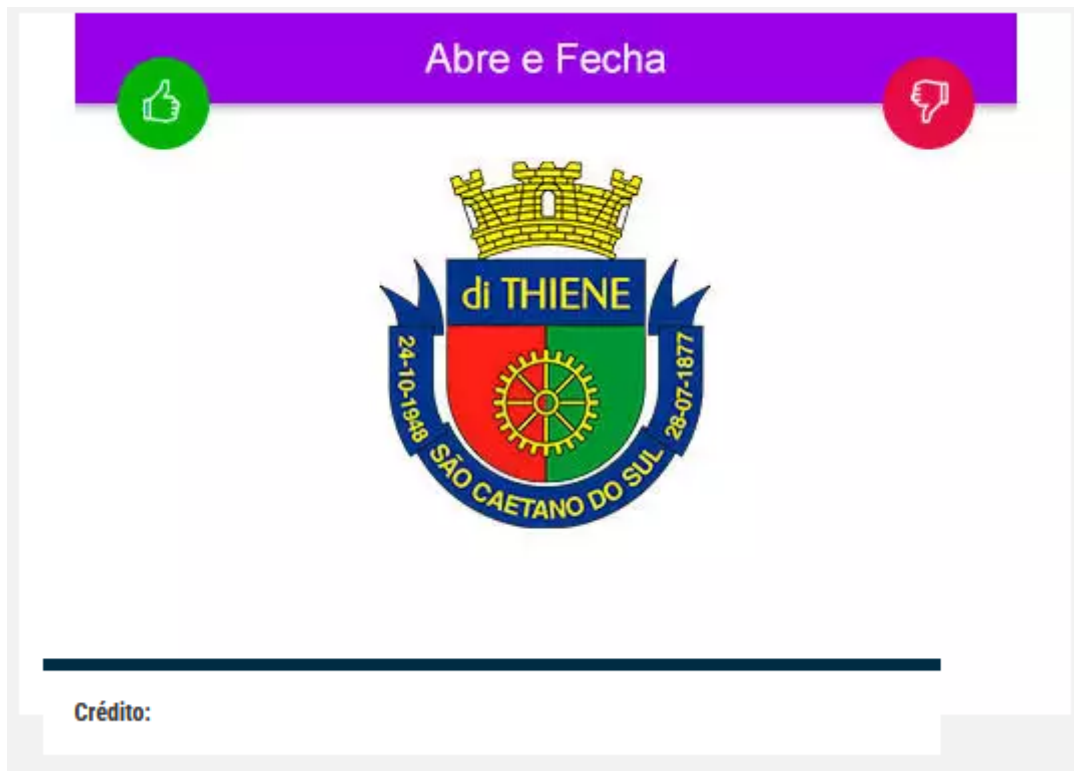 Abre e Fecha
di THIENE
24-10-1948
SÃO CAETANO DO SUL
28-07-1877
Crédito: